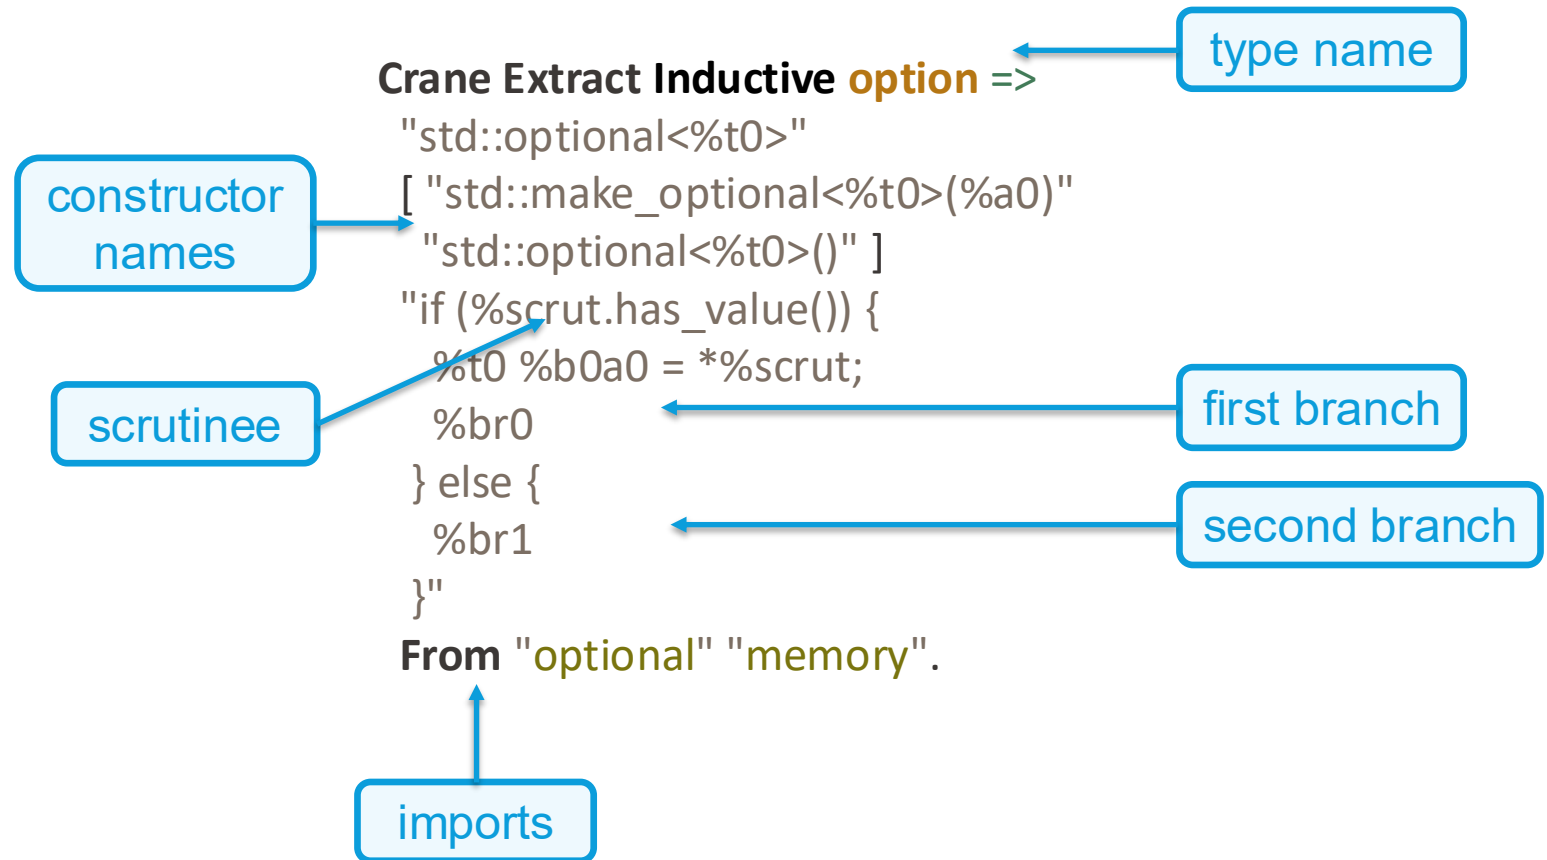 type name
Crane Extract Inductive option =>
"std::optional<%t0>"
constructor
names
[ "std::make_optional<%t0>(%a0)"
"std::optional<%t0>()" ]
"if (%scrut.has_value()) {
%t0 %b0a0 = *%scrut;
scrutinee
%br0
first branch
} else {
%br1
second branch
}"
From "optional" "memory".
imports